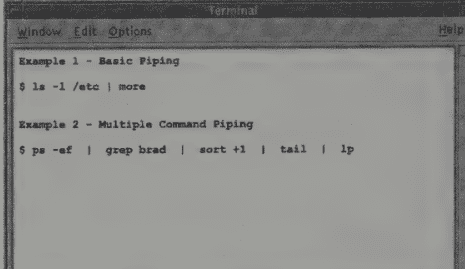 Terminal
Window Edit Options Help
Example 1 - Basic Piping
$ ls -l /etc | more
Example 2 - Multiple Command Piping
$ ps -ef | grep brad | sort +1 | tail | lp